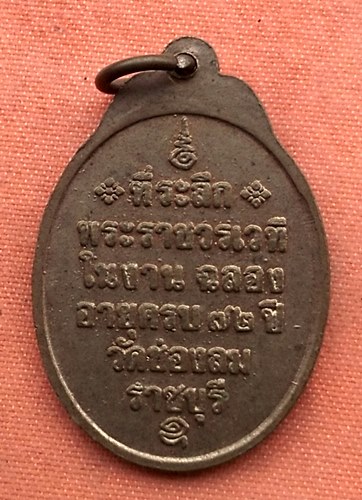 ที่ระลึก
พระราชวรเวที
ในงาน ฉลอง
อายุครบ ๗๒ ปี
วัดช่องลม
ราชบุรี